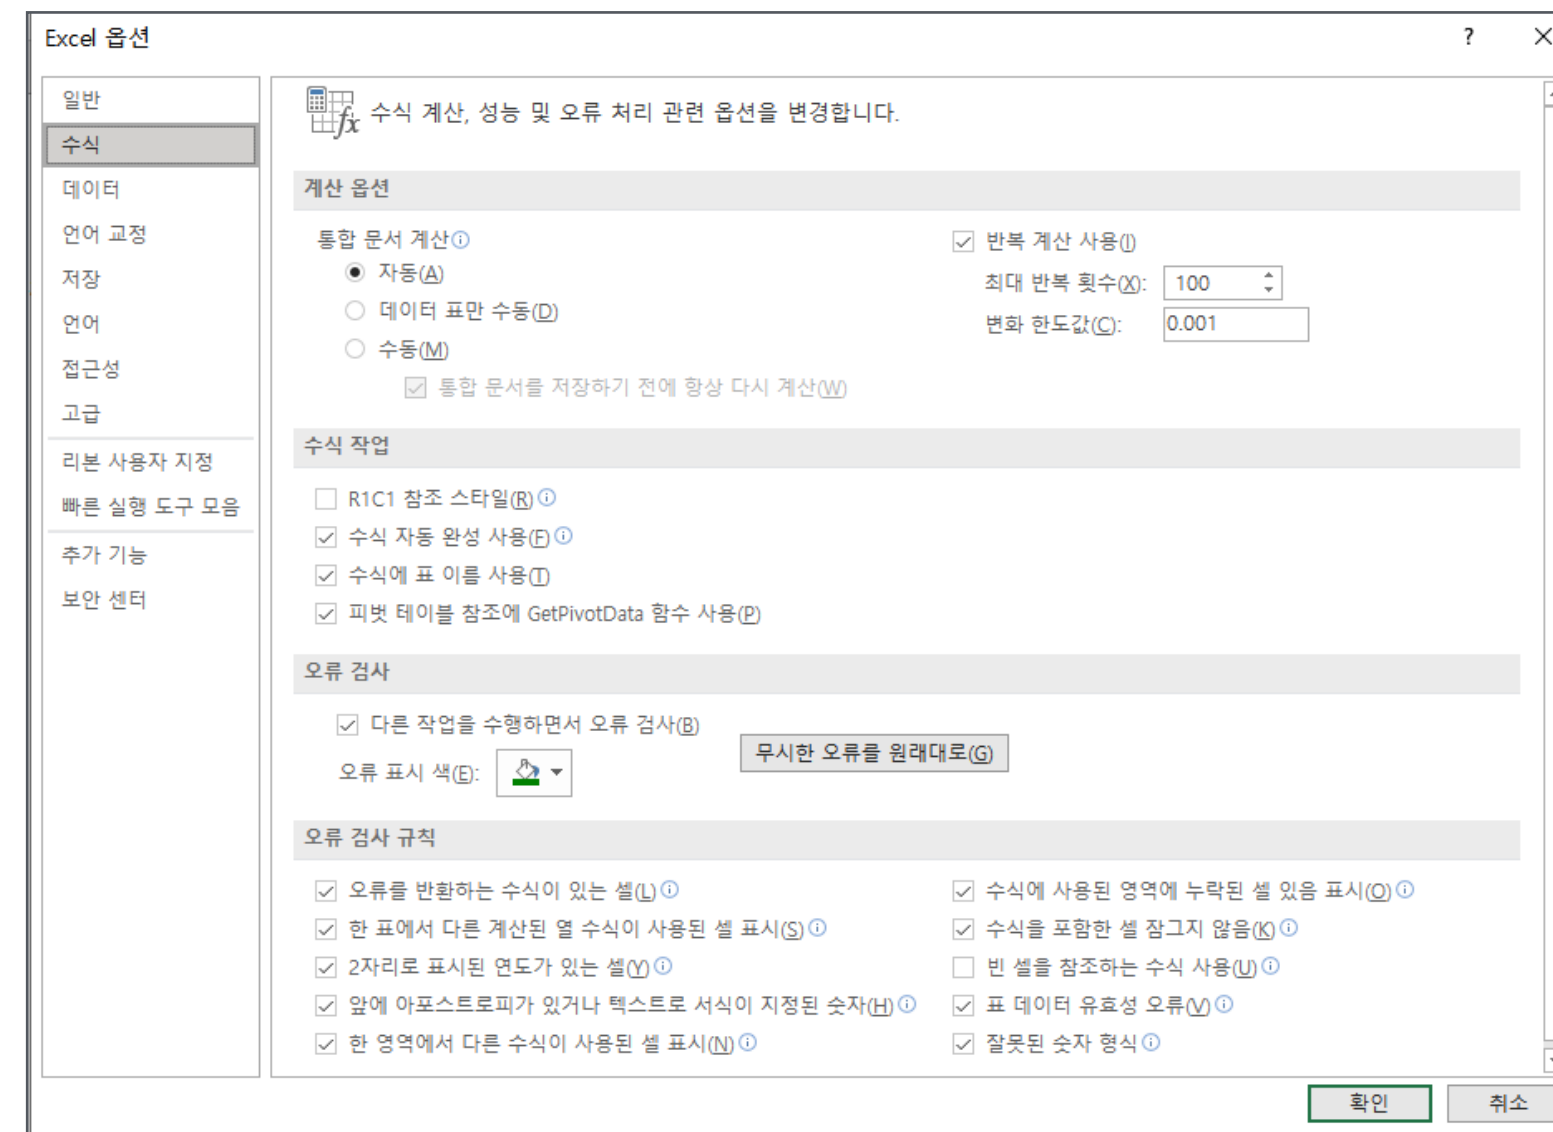 Excel 옵션
?
일반
수식
데이터
언어 교정
저장
언어
접근성
고급
리본 사용자 지정
빠른 실행 도구 모음
추가 기능
보안 센터
fx 수식 계산, 성능 및 오류 처리 관련 옵션을 변경합니다.
계산 옵션
통합 문서 계산
자동(A)
데이터 표만 수동(D)
수동(M)
통합 문서를 저장하기 전에 항상 다시 계산(W)
반복 계산 사용(I)
최대 반복 횟수(X): 100
변화 한도값(C): 0.001
수식 작업
R1C1 참조 스타일(R)
수식 자동 완성 사용(F)
수식에 표 이름 사용(T)
피벗 테이블 참조에 GetPivotData 함수 사용(P)
오류 검사
다른 작업을 수행하면서 오류 검사(B)
오류 표시 색(E):
무시한 오류를 원래대로(G)
오류 검사 규칙
오류를 반환하는 수식이 있는 셀(L)
한 표에서 다른 계산된 열 수식이 사용된 셀 표시(S)
2자리로 표시된 연도가 있는 셀(Y)
앞에 아포스트로피가 있거나 텍스트로 서식이 지정된 숫자(H)
한 영역에서 다른 수식이 사용된 셀 표시(N)
수식에 사용된 영역에 누락된 셀 있음 표시(O)
수식을 포함한 셀 잠그지 않음(K)
빈 셀을 참조하는 수식 사용(U)
표 데이터 유효성 오류(V)
잘못된 숫자 형식
확인
취소